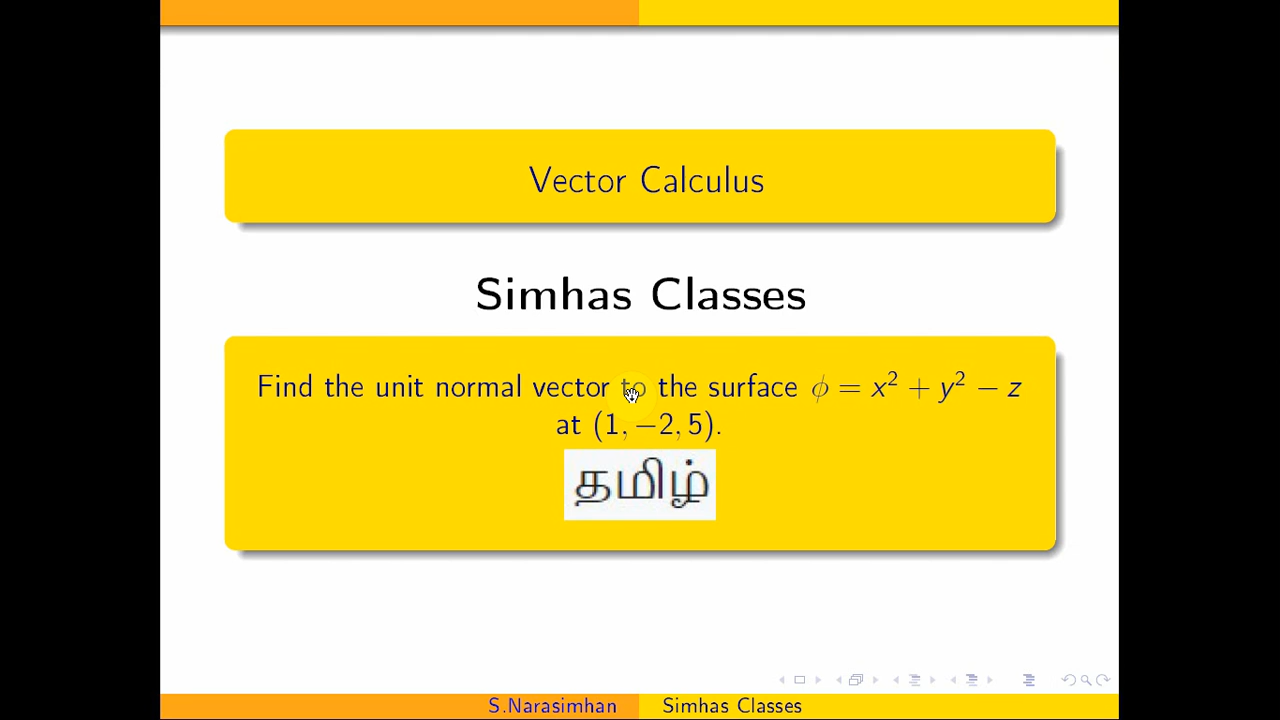 Vector Calculus
Simhas Classes
Find the unit normal vector to the surface ϕ = x² + y² − z
at (1, −2, 5).
தமிழ்
S.Narasimhan Simhas Classes